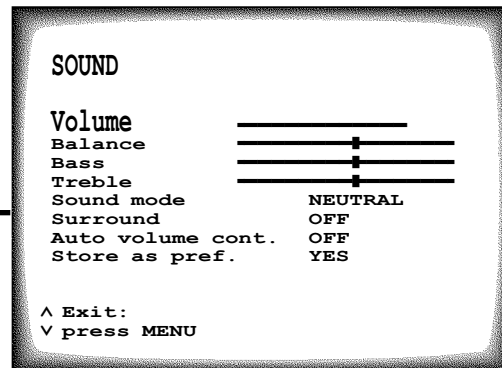 SOUND
Volume
Balance
Bass
Treble
Sound mode NEUTRAL
Surround OFF
Auto volume cont. OFF
Store as pref. YES
∧ Exit:
∨ press MENU